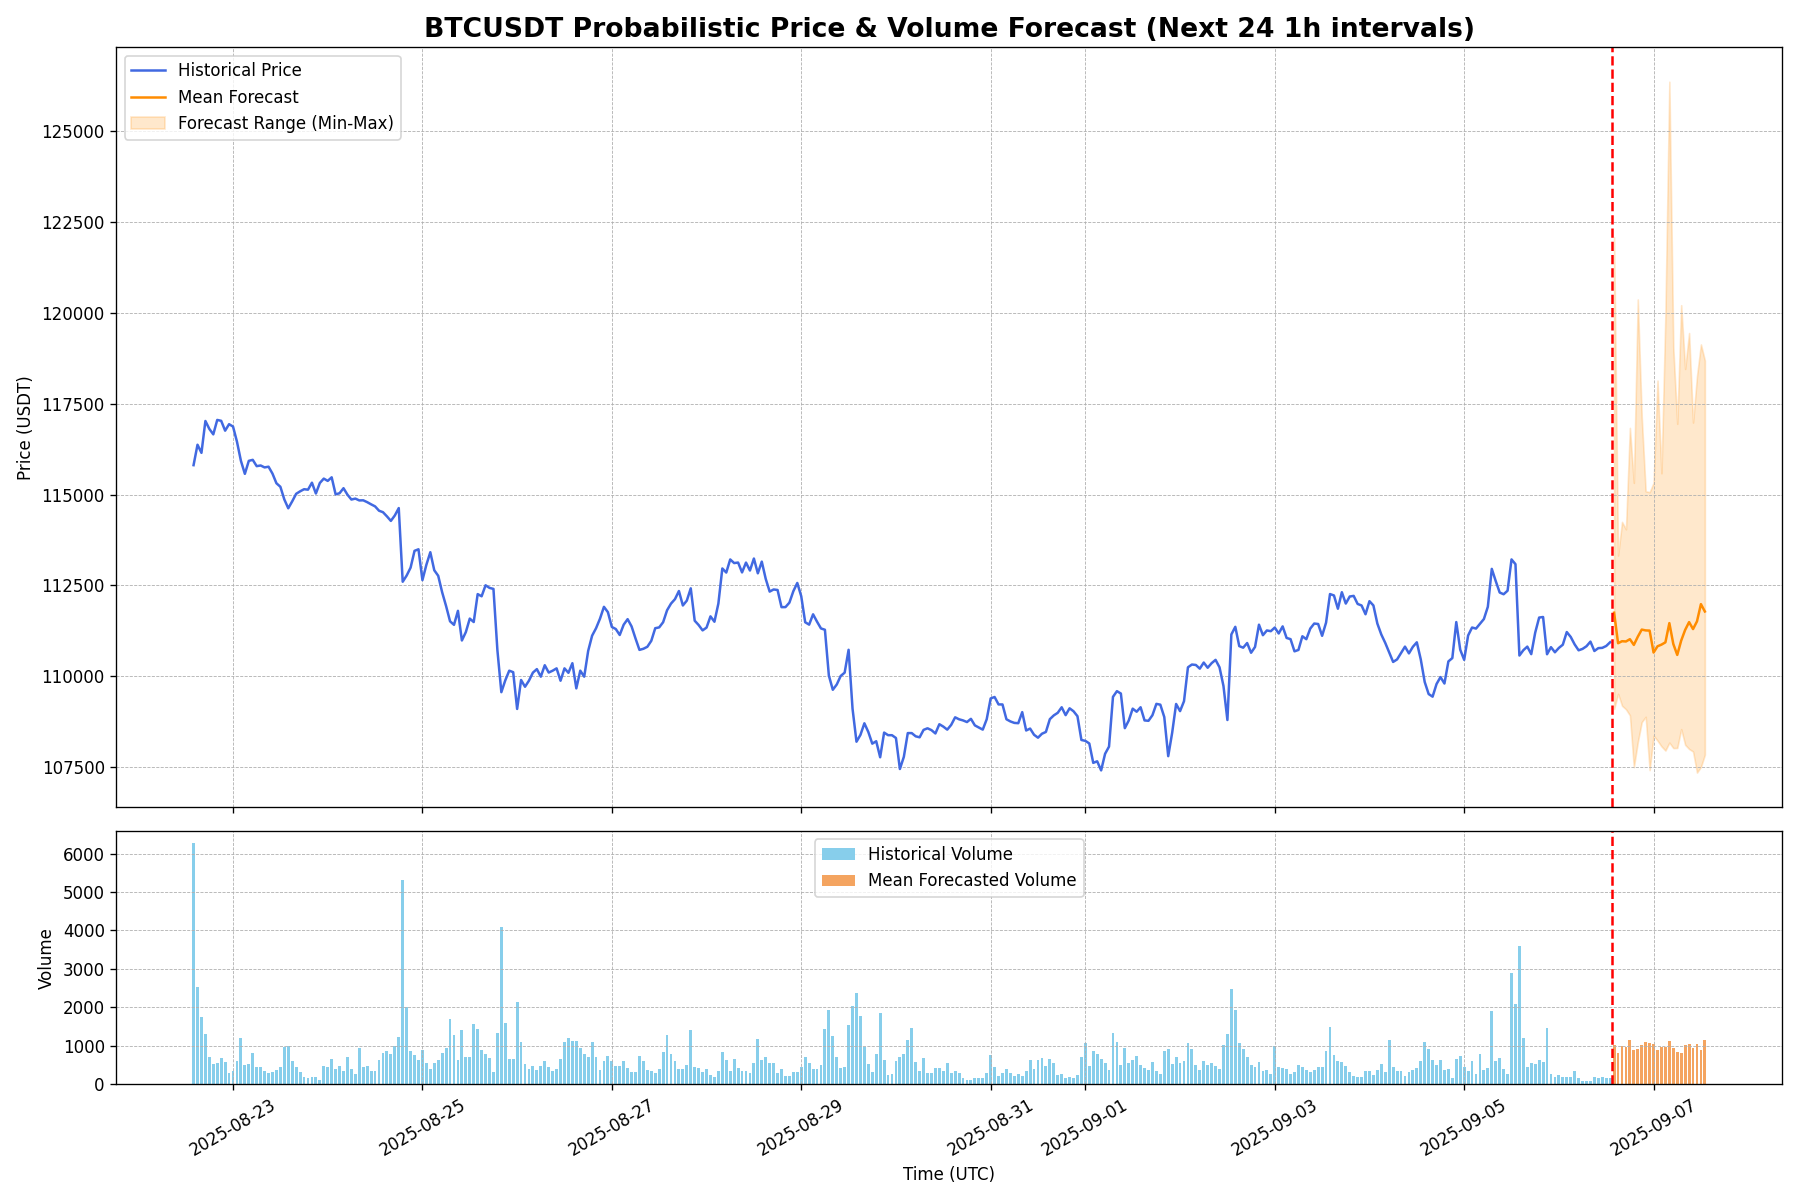 BTCUSDT Probabilistic Price & Volume Forecast (Next 24 1h intervals)
Historical Price
Mean Forecast
Forecast Range (Min-Max)
125000
122500
120000
117500
115000
112500
110000
107500
Price (USDT)
Historical Volume
Mean Forecasted Volume
6000
5000
4000
3000
2000
1000
0
Volume
2025-08-23
2025-08-25
2025-08-27
2025-08-29
2025-08-31
2025-09-01
2025-09-03
2025-09-05
2025-09-07
Time (UTC)